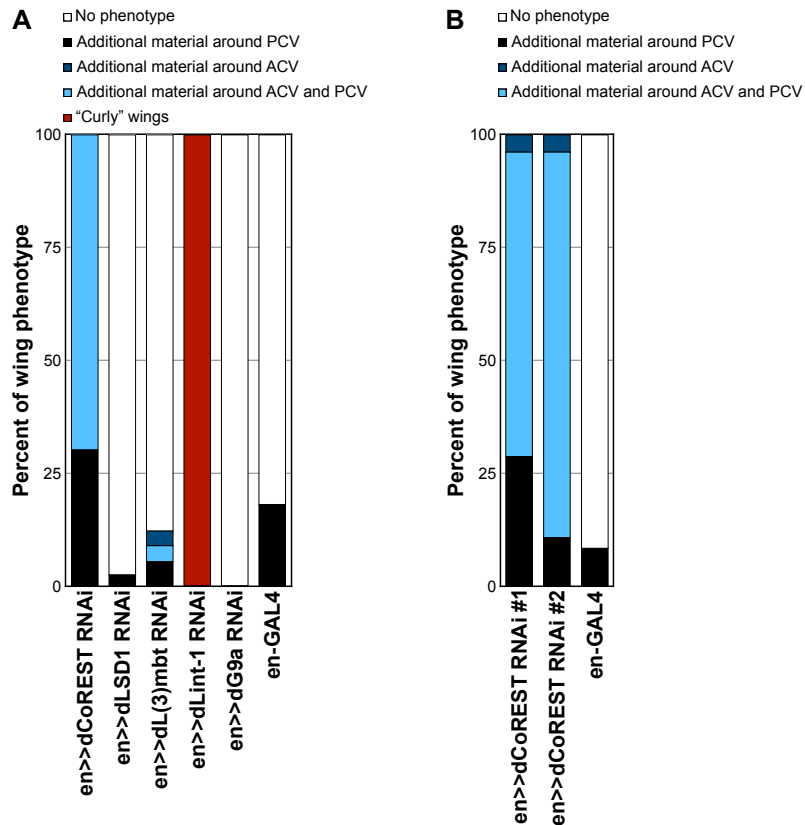 A
No phenotype
Additional material around PCV
Additional material around ACV
Additional material around ACV and PCV
“Curly” wings
Percent of wing phenotype
100
75
50
25
0
en>>dCoREST RNAi
en>>dLSD1 RNAi
en>>dL(3)mbt RNAi
en>>dLint-1 RNAi
en>>dG9a RNAi
en-GAL4
B
No phenotype
Additional material around PCV
Additional material around ACV
Additional material around ACV and PCV
Percent of wing phenotype
100
75
50
25
0
en>>dCoREST RNAi #1
en>>dCoREST RNAi #2
en-GAL4